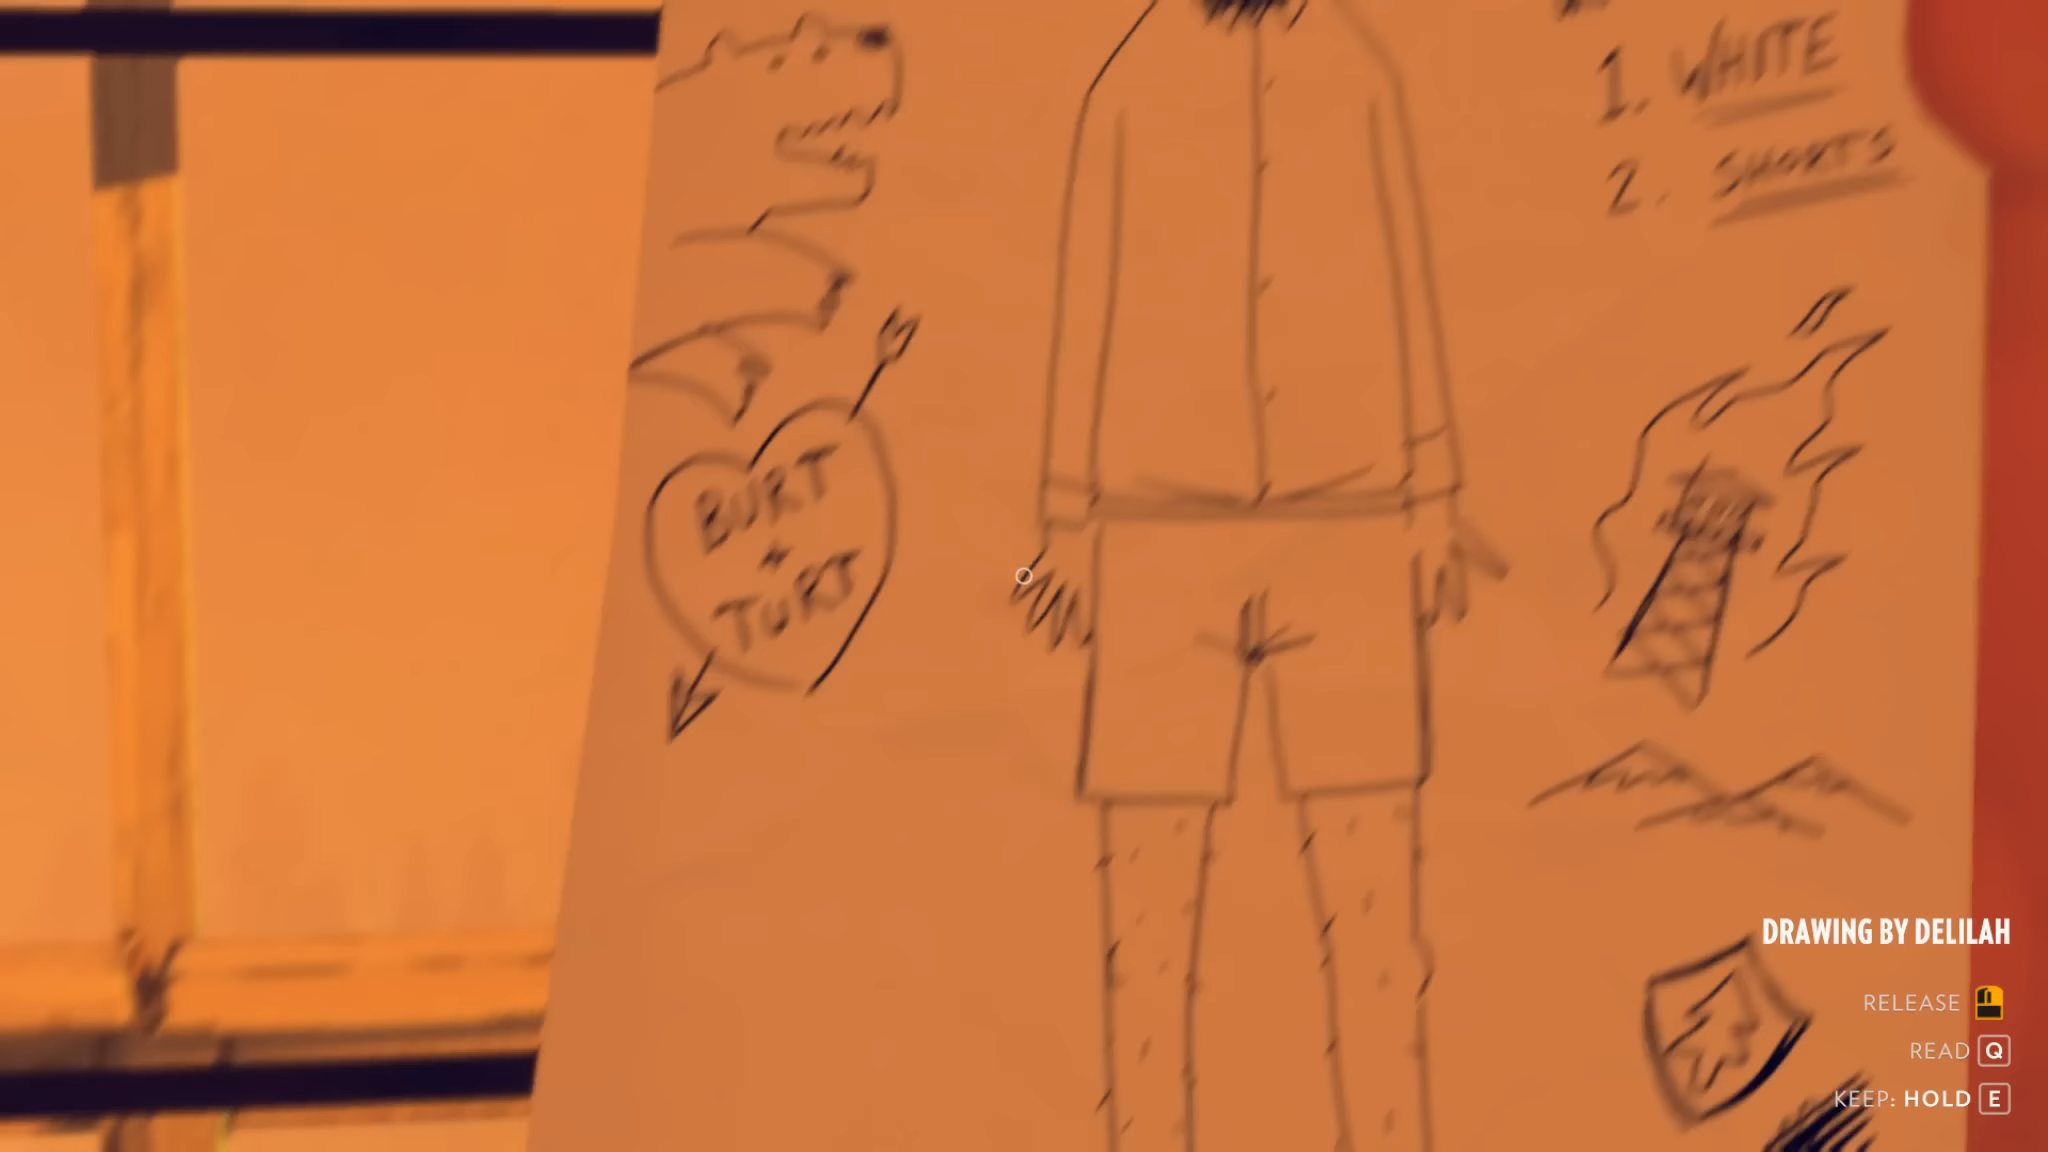 1. WHITE
2. SHORTS
BURT
+
TURT
DRAWING BY DELILAH
RELEASE
READ Q
KEEP: HOLD E